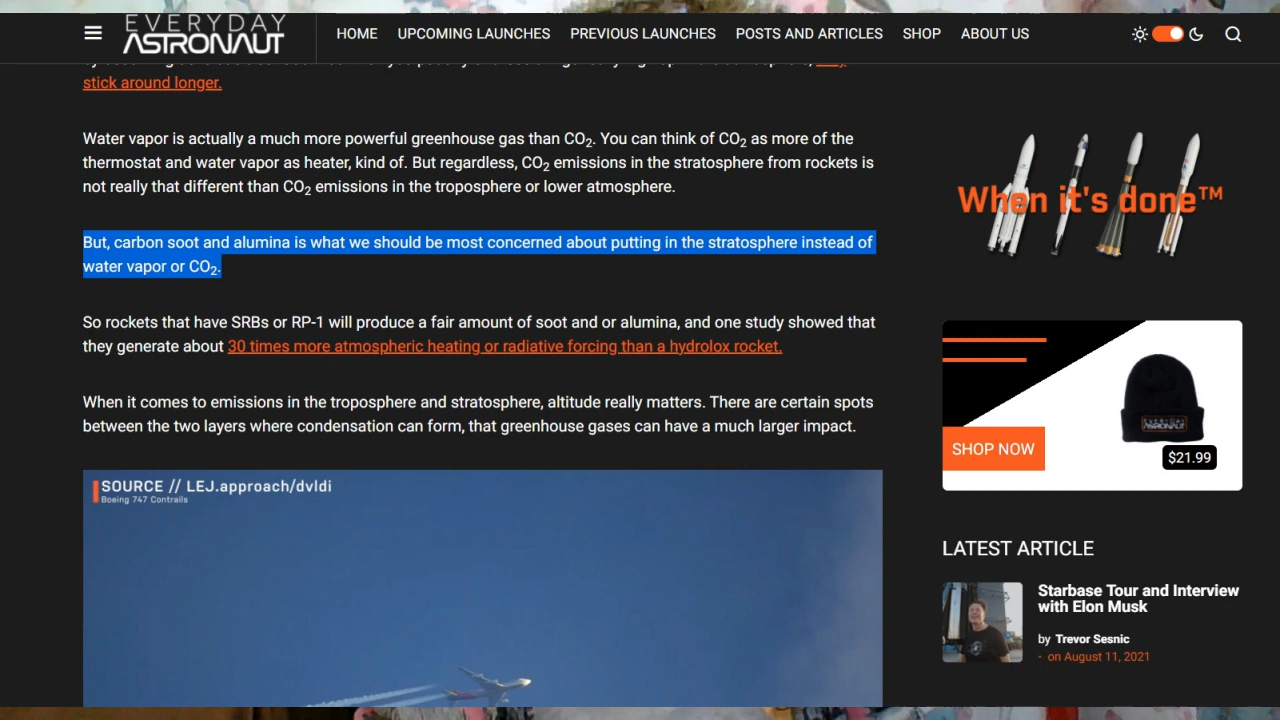 EVERYDAY
ASTRONAUT
HOME UPCOMING LAUNCHES PREVIOUS LAUNCHES POSTS AND ARTICLES SHOP ABOUT US
stick around longer.
Water vapor is actually a much more powerful greenhouse gas than CO₂. You can think of CO₂ as more of the
thermostat and water vapor as heater, kind of. But regardless, CO₂ emissions in the stratosphere from rockets is
not really that different than CO₂ emissions in the troposphere or lower atmosphere.
But, carbon soot and alumina is what we should be most concerned about putting in the stratosphere instead of
water vapor or CO₂.
So rockets that have SRBs or RP-1 will produce a fair amount of soot and or alumina, and one study showed that
they generate about 30 times more atmospheric heating or radiative forcing than a hydrolox rocket.
When it comes to emissions in the troposphere and stratosphere, altitude really matters. There are certain spots
between the two layers where condensation can form, that greenhouse gases can have a much larger impact.
SOURCE // LEJ.approach/dvldi
Boeing 747 Contrails
When it's done™
SHOP NOW
EVERYDAY
ASTRONAUT
$21.99
LATEST ARTICLE
Starbase Tour and Interview
with Elon Musk
by Trevor Sesnic
- on August 11, 2021